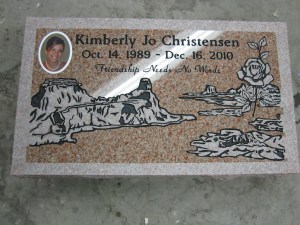 Kimberly Jo Christensen
Oct. 14, 1989 - Dec. 16, 2010
Friendship Needs No Words